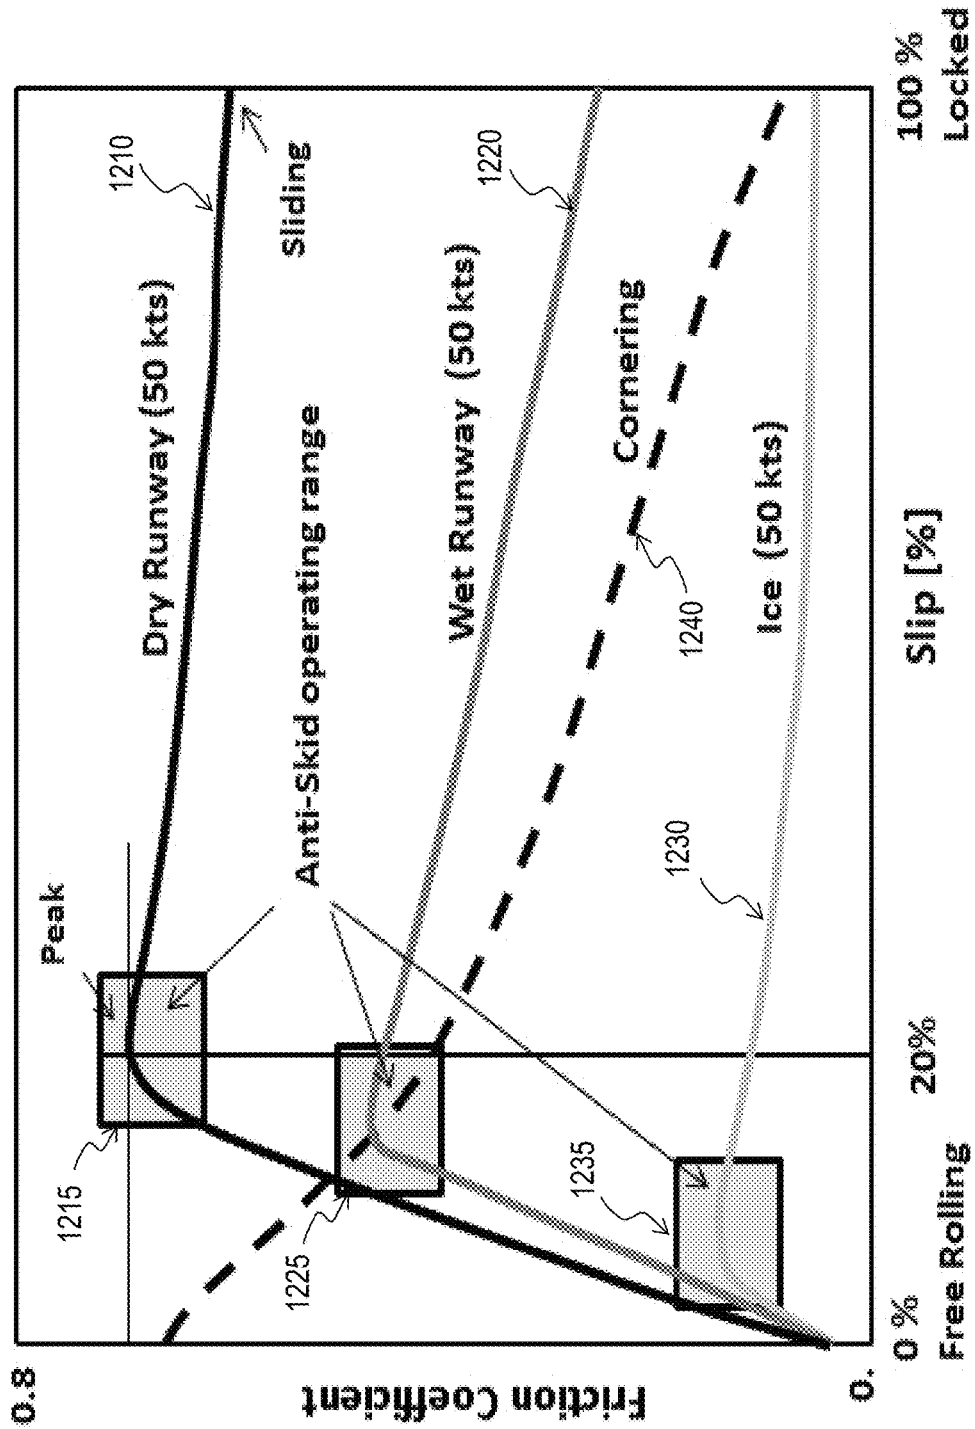 0.8
Friction Coefficient
0.
Peak
1215
Dry Runway (50 kts)
1210
Sliding
Anti-Skid operating range
1225
Wet Runway (50 kts)
1220
Cornering
1240
1235
1230
Ice (50 kts)
0 %
Free Rolling
20%
Slip [%]
100 %
Locked